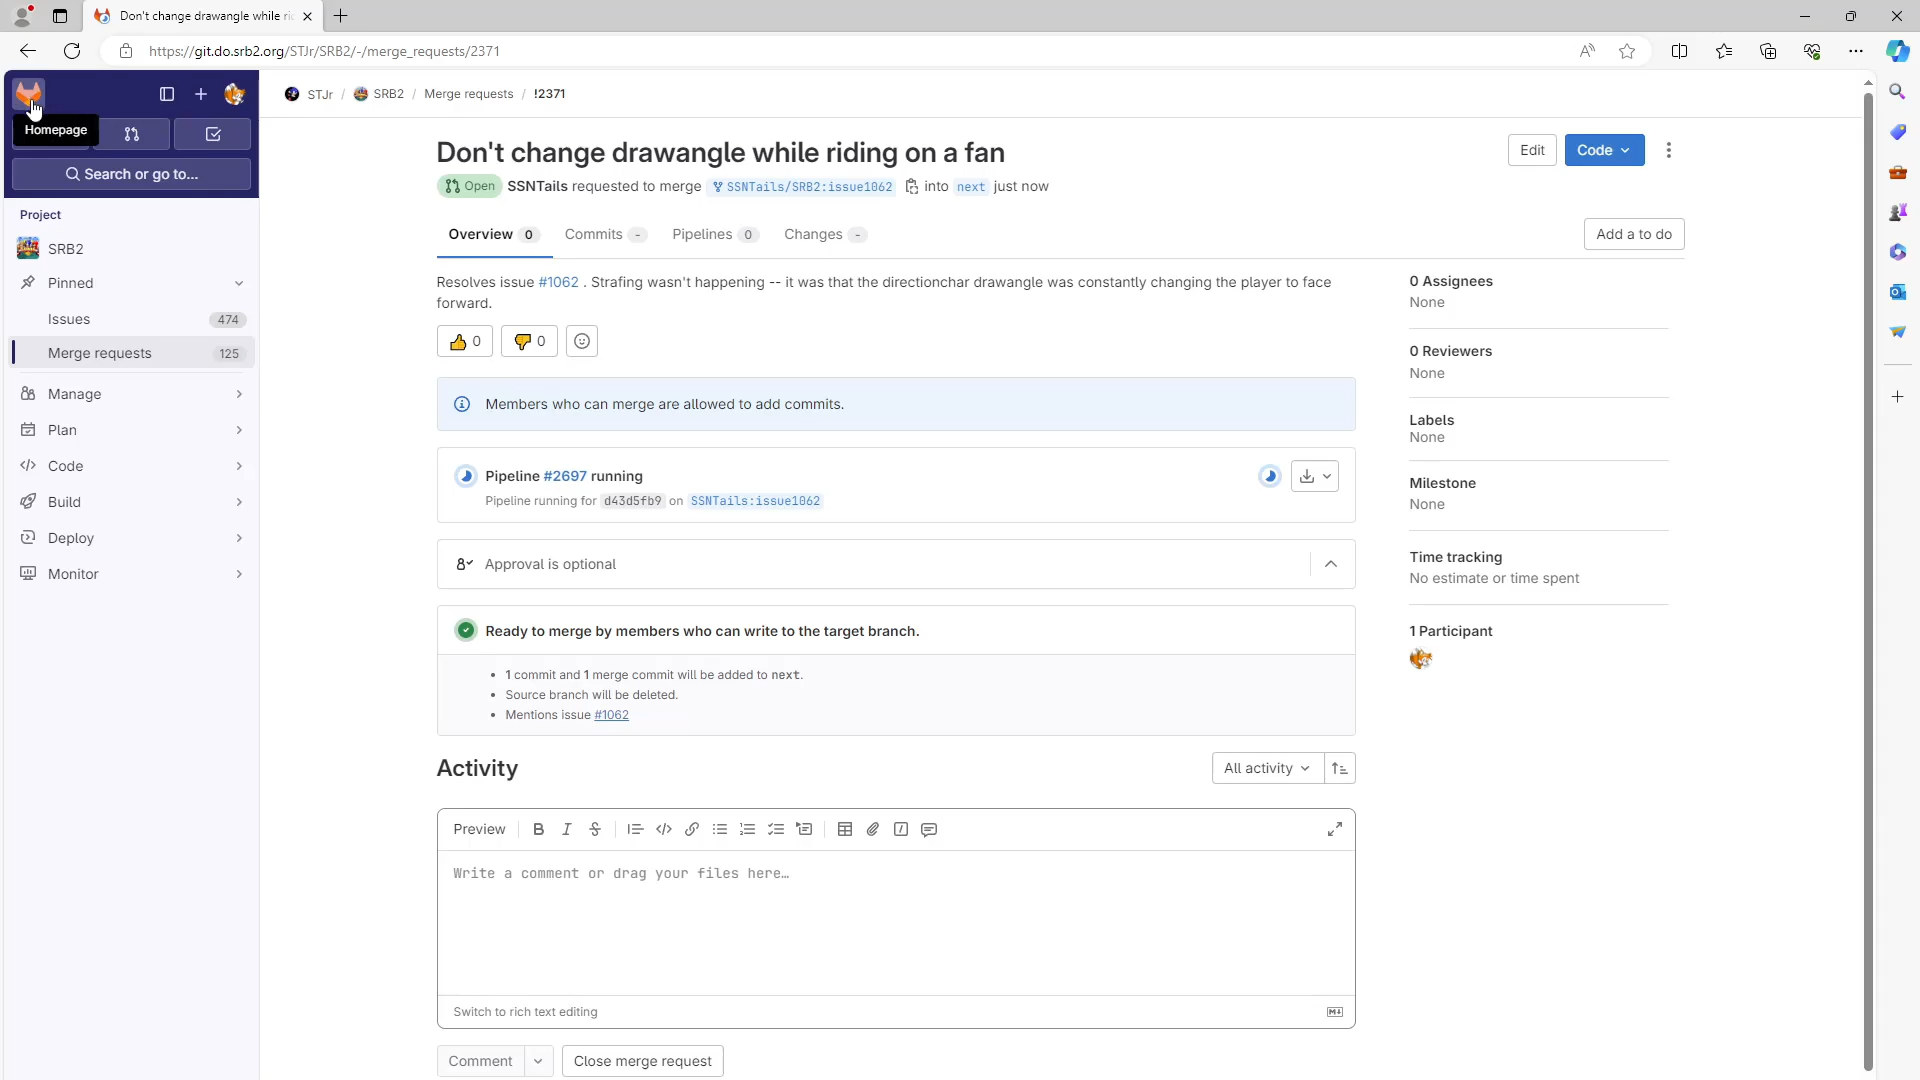 Don't change drawangle while ri
https://git.do.srb2.org/STJr/SRB2/-/merge_requests/2371
Homepage
Search or go to...
Project
SRB2
Pinned
Issues 474
Merge requests 125
Manage
Plan
Code
Build
Deploy
Monitor
STJr / SRB2 / Merge requests / !2371
Don't change drawangle while riding on a fan
Edit
Code
Open SSNTails requested to merge SSNTails/SRB2:issue1062 into next just now
Overview 0 Commits - Pipelines 0 Changes -
Add a to do
Resolves issue #1062 . Strafing wasn't happening -- it was that the directionchar drawangle was constantly changing the player to face
forward.
0 0
Members who can merge are allowed to add commits.
Pipeline #2697 running
Pipeline running for d43d5fb9 on SSNTails:issue1062
Approval is optional
Ready to merge by members who can write to the target branch.
• 1 commit and 1 merge commit will be added to next.
• Source branch will be deleted.
• Mentions issue #1062
Activity
All activity
Preview B I S
Write a comment or drag your files here…
Switch to rich text editing
Comment
Close merge request
0 Assignees
None
0 Reviewers
None
Labels
None
Milestone
None
Time tracking
No estimate or time spent
1 Participant